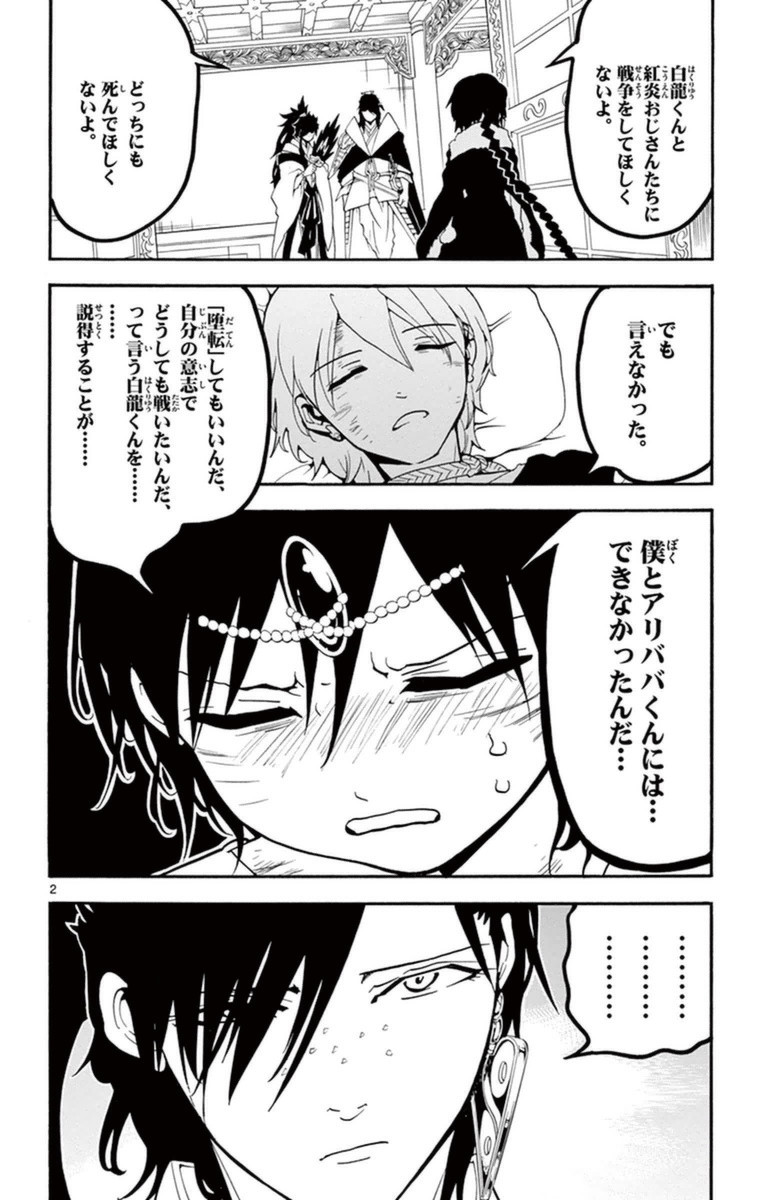 白龍くんと
紅炎おじさんたちに
戦争をしてほしく
ないよ。
どっちにも
死んでほしく
ないよ。
でも
言えなかった。
『堕転』してもいいんだ、
自分の意志で
どうしても戦いたいんだ、
って言う白龍くんを……
……
説得することが……
僕とアリババくんには…
できなかったんだ…
………
………
………
2